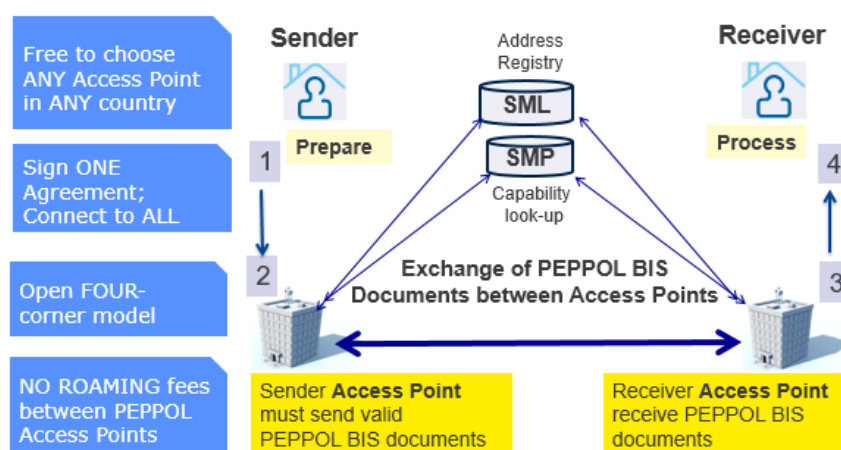 Free to choose
ANY Access Point
in ANY country
Sign ONE
Agreement;
Connect to ALL
Open FOUR-
corner model
NO ROAMING fees
between PEPPOL
Access Points
Sender
Prepare
1
2
Address
Registry
SML
SMP
Capability
look-up
Receiver
Process
4
3
Exchange of PEPPOL BIS
Documents between Access Points
Sender Access Point
must send valid
PEPPOL BIS documents
Receiver Access Point
receive PEPPOL BIS
documents